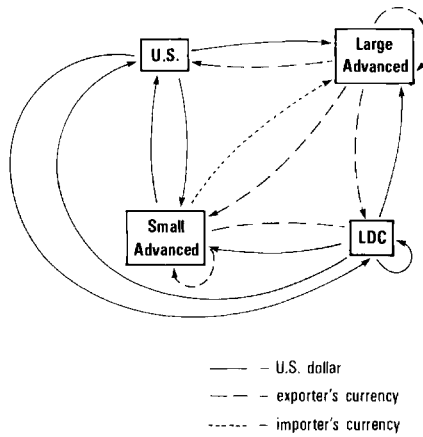 U.S.
Large
Advanced
Small
Advanced
LDC
— U.S. dollar
— exporter's currency
— importer's currency